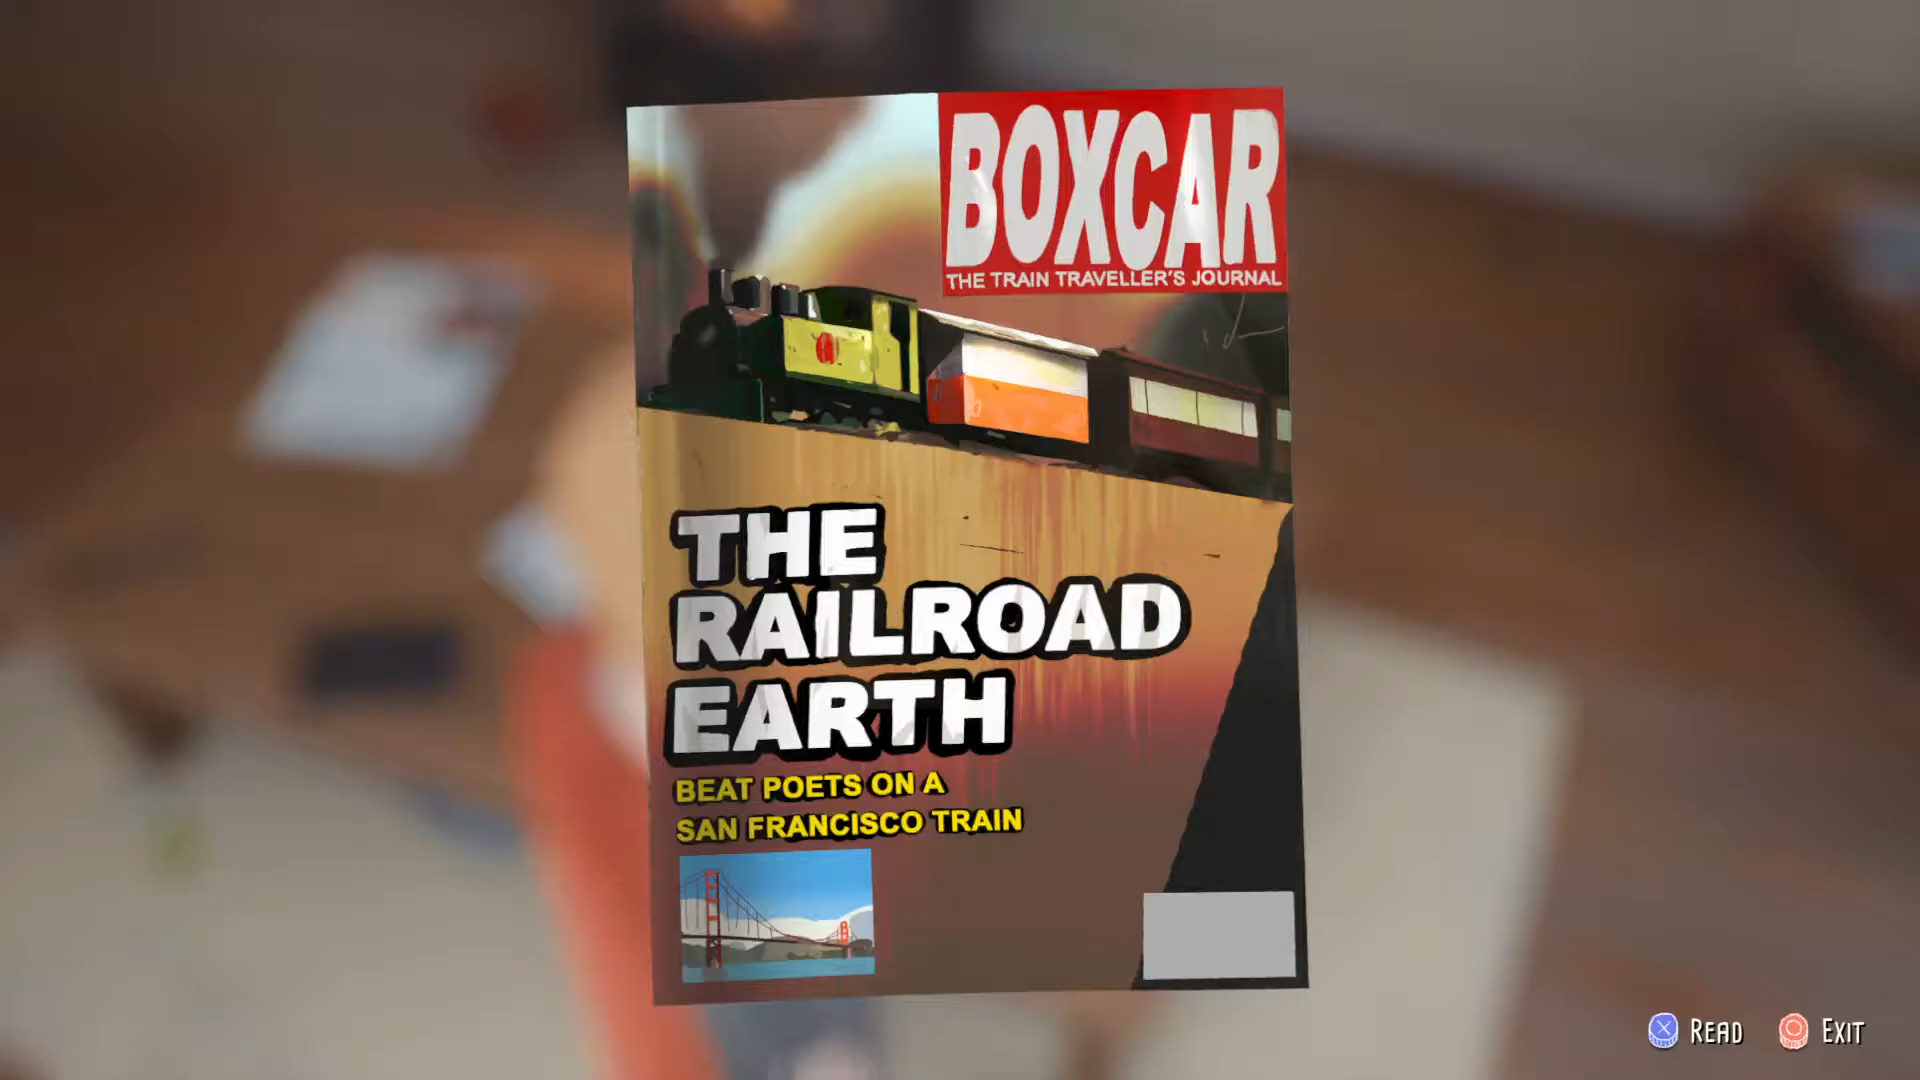 BOXCAR
THE TRAIN TRAVELLER'S JOURNAL
THE
RAILROAD
EARTH
BEAT POETS ON A
SAN FRANCISCO TRAIN
READ
EXIT